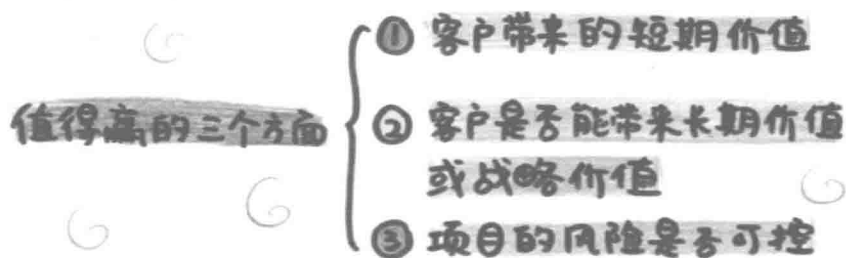 值得赢的三个方面
① 客户带来的短期价值
② 客户是否能带来长期价值
或战略价值
③ 项目的风险是否可控